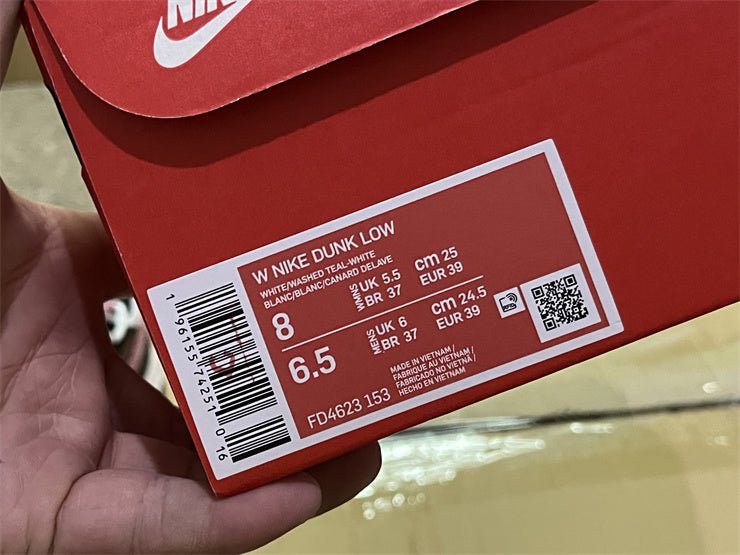 NIKE
W NIKE DUNK LOW
WHITE/WASHED TEAL-WHITE
BLANC/BLANC/CANARD DELAVE
8
WMNS UK 5.5 cm 25
BR 37 EUR 39
6.5
MENS UK 6 cm 24.5
BR 37 EUR 39
FD4623 153
MADE IN VIETNAM /
FABRIQUE AU VIETNAM /
FABRICADO NO VIETNÃ /
HECHO EN VIETNAM
1 96155 74251 0 16